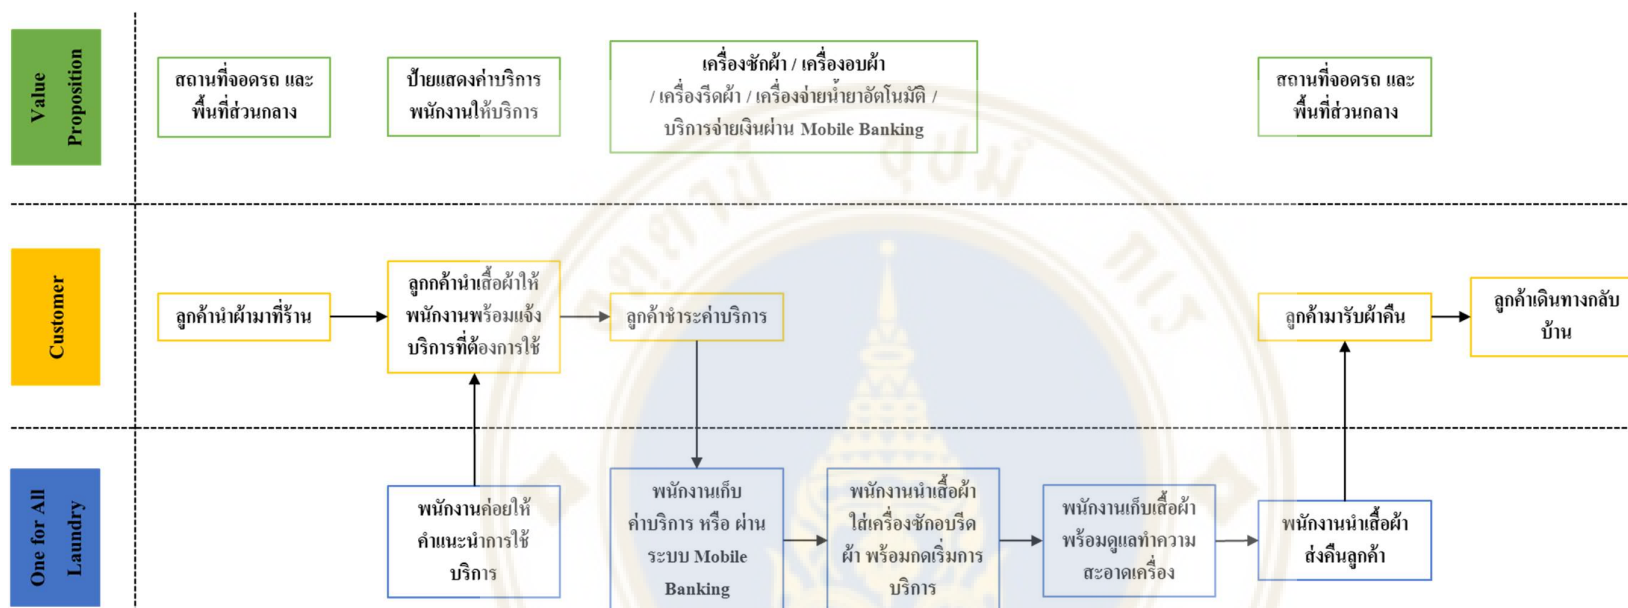 Value
Proposition
สถานที่จอดรถ และ
พื้นที่ส่วนกลาง
ป้ายแสดงค่าบริการ
พนักงานให้บริการ
เครื่องซักผ้า / เครื่องอบผ้า
/ เครื่องรีดผ้า / เครื่องจ่ายน้ำยาอัตโนมัติ /
บริการจ่ายเงินผ่าน Mobile Banking
สถานที่จอดรถ และ
พื้นที่ส่วนกลาง
Customer
ลูกค้านำผ้ามาที่ร้าน
ลูกกค้านำเสื้อผ้าให้
พนักงานพร้อมแจ้ง
บริการที่ต้องการใช้
ลูกค้าชำระค่าบริการ
ลูกค้ามารับผ้าคืน
ลูกค้าเดินทางกลับ
บ้าน
One for All
Laundry
พนักงานค่อยให้
คำแนะนำการใช้
บริการ
พนักงานเก็บ
ค่าบริการ หรือ ผ่าน
ระบบ Mobile
Banking
พนักงานนำเสื้อผ้า
ใส่เครื่องซักอบรีด
ผ้า พร้อมกดเริ่มการ
บริการ
พนักงานเก็บเสื้อผ้า
พร้อมดูแลทำความ
สะอาดเครื่อง
พนักงานนำเสื้อผ้า
ส่งคืนลูกค้า